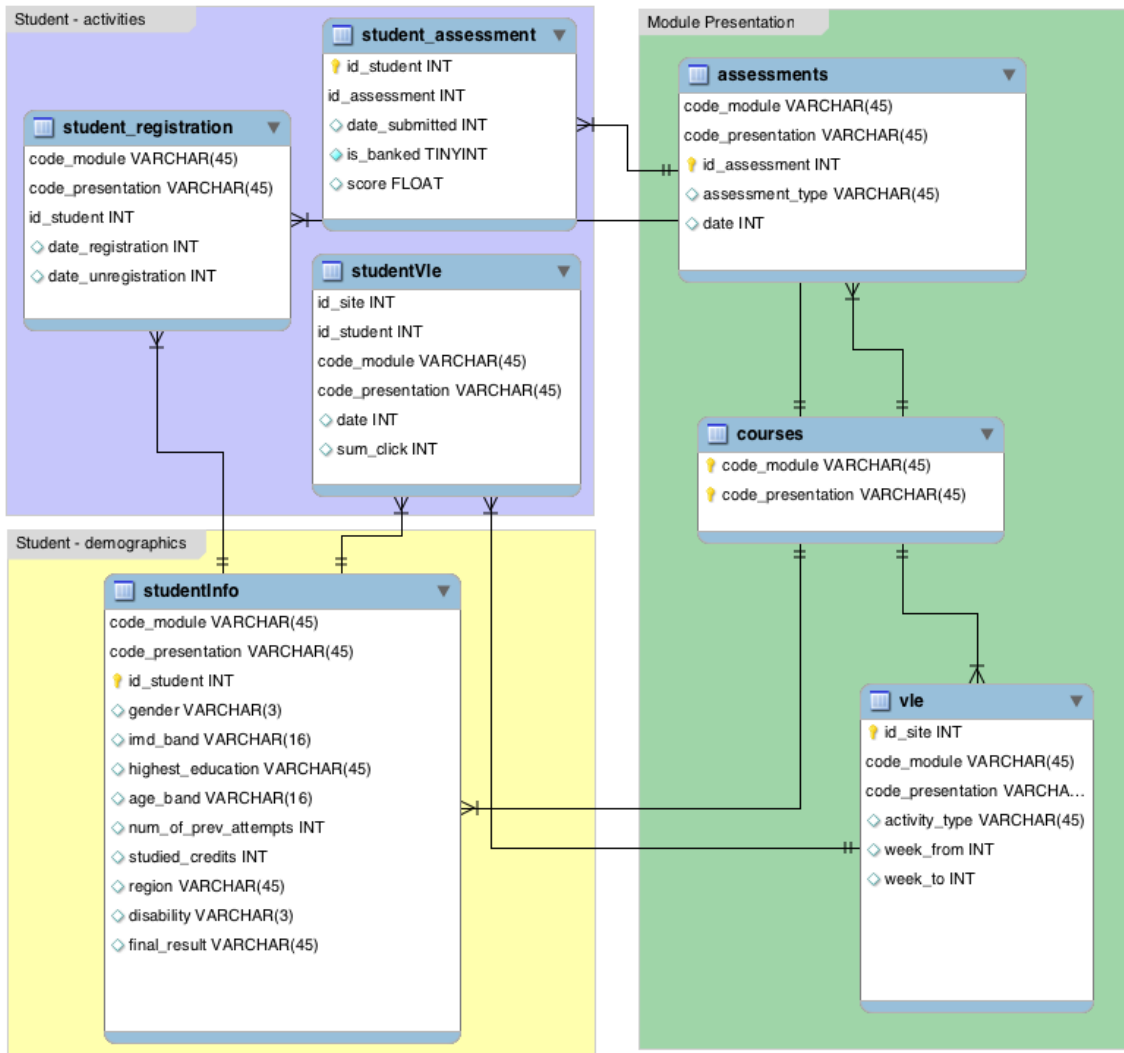 Student - activities
student_assessment
id_student INT
id_assessment INT
date_submitted INT
is_banked TINYINT
score FLOAT
student_registration
code_module VARCHAR(45)
code_presentation VARCHAR(45)
id_student INT
date_registration INT
date_unregistration INT
studentVle
id_site INT
id_student INT
code_module VARCHAR(45)
code_presentation VARCHAR(45)
date INT
sum_click INT
Student - demographics
studentInfo
code_module VARCHAR(45)
code_presentation VARCHAR(45)
id_student INT
gender VARCHAR(3)
imd_band VARCHAR(16)
highest_education VARCHAR(45)
age_band VARCHAR(16)
num_of_prev_attempts INT
studied_credits INT
region VARCHAR(45)
disability VARCHAR(3)
final_result VARCHAR(45)
Module Presentation
assessments
code_module VARCHAR(45)
code_presentation VARCHAR(45)
id_assessment INT
assessment_type VARCHAR(45)
date INT
courses
code_module VARCHAR(45)
code_presentation VARCHAR(45)
vle
id_site INT
code_module VARCHAR(45)
code_presentation VARCHA...
activity_type VARCHAR(45)
week_from INT
week_to INT